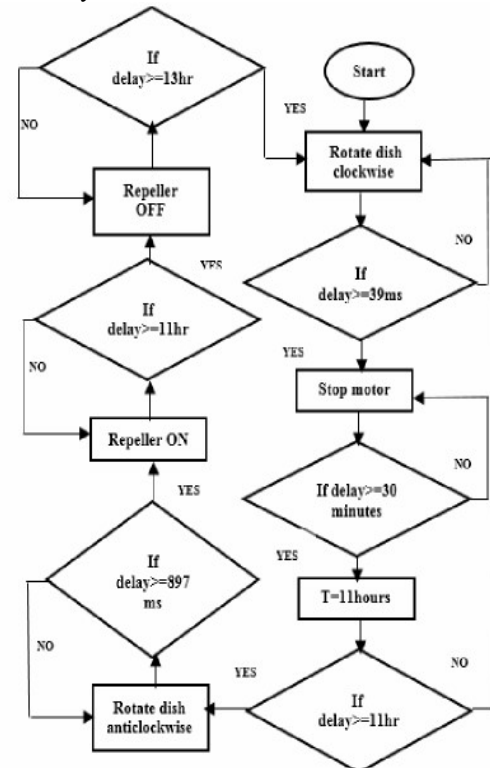 Start
Rotate dish
clockwise
If
delay>=39ms
NO
YES
Stop motor
If delay>=30
minutes
NO
YES
T=11hours
If
delay>=11hr
NO
YES
Rotate dish
anticlockwise
If
delay>=897
ms
NO
YES
Repeller ON
If
delay>=11hr
NO
YES
Repeller
OFF
If
delay>=13hr
NO
YES